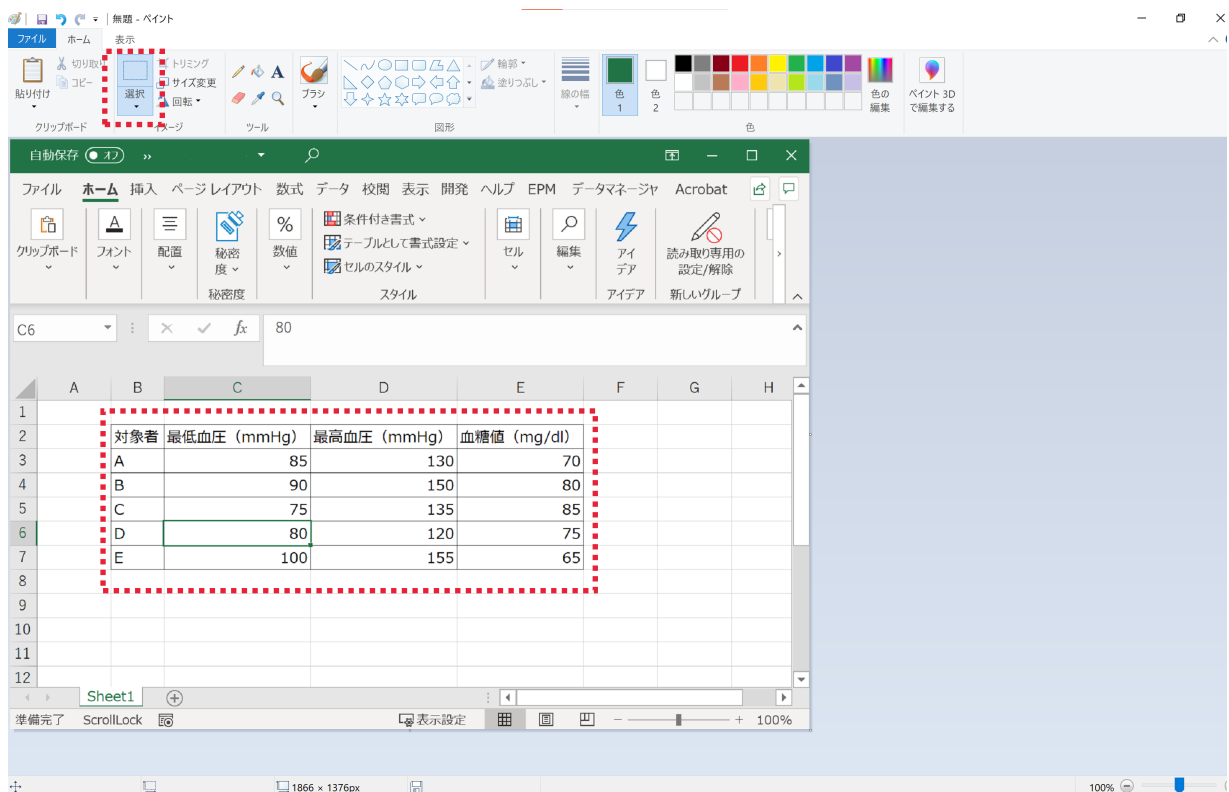 無題 - ペイント
ファイル ホーム 表示
貼り付け
切り取り
コピー
クリップボード
選択
トリミング
サイズ変更
回転
イメージ
A
ツール
ブラシ
輪郭
塗りつぶし
図形
線の幅
色 1
色 2
色の編集
色
ペイント 3D で編集する
自動保存 オフ »
ファイル ホーム 挿入 ページ レイアウト 数式 データ 校閲 表示 開発 ヘルプ EPM データマネージャ Acrobat
クリップボード
A
フォント
配置
秘密度
秘密度
%
数値
条件付き書式
テーブルとして書式設定
セルのスタイル
スタイル
セル
編集
アイデア
アイデア
読み取り専用の設定/解除
新しいグループ
C6 fx 80
A B C D E F G H
1
2 対象者 最低血圧（mmHg） 最高血圧（mmHg） 血糖値（mg/dl）
3 A 85 130 70
4 B 90 150 80
5 C 75 135 85
6 D 80 120 75
7 E 100 155 65
8
9
10
11
12
Sheet1
準備完了 ScrollLock 表示設定 100%
1866 × 1376px 100%